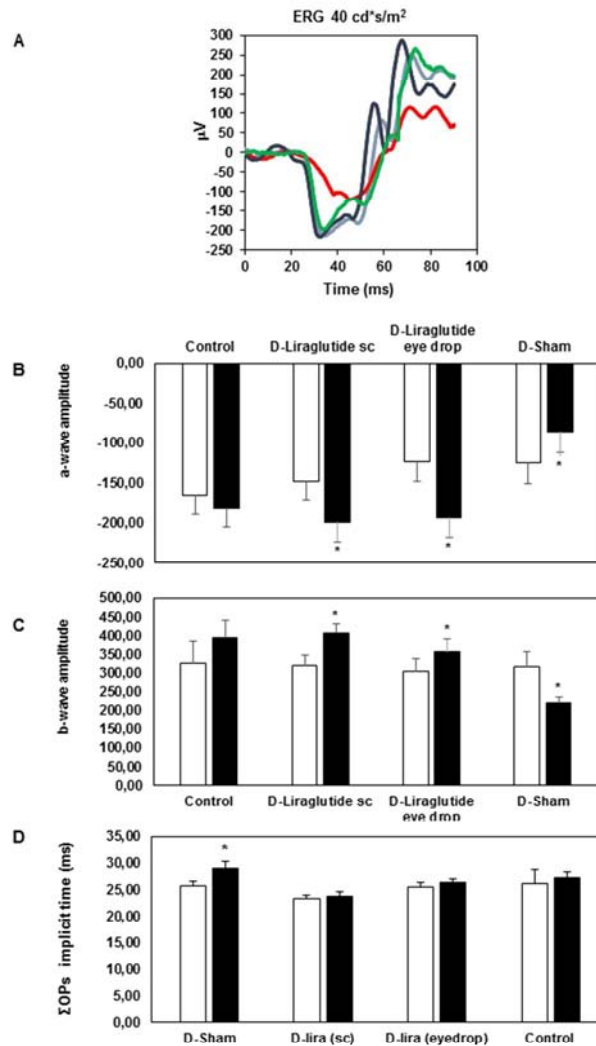 A
ERG 40 cd*s/m²
µV
300
250
200
150
100
50
0
-50
-100
-150
-200
-250
0 20 40 60 80 100
Time (ms)
B
Control D-Liraglutide sc D-Liraglutide eye drop D-Sham
a-wave amplitude
0,00
-50,00
-100,00
-150,00
-200,00
-250,00
* * *
C
b-wave amplitude
500,00
450,00
400,00
350,00
300,00
250,00
200,00
150,00
100,00
50,00
0,00
* * *
Control D-Liraglutide sc D-Liraglutide eye drop D-Sham
D
ΣOPs implicit time (ms)
35,00
30,00
25,00
20,00
15,00
10,00
5,00
0,00
*
D-Sham D-lira (sc) D-lira (eyedrop) Control